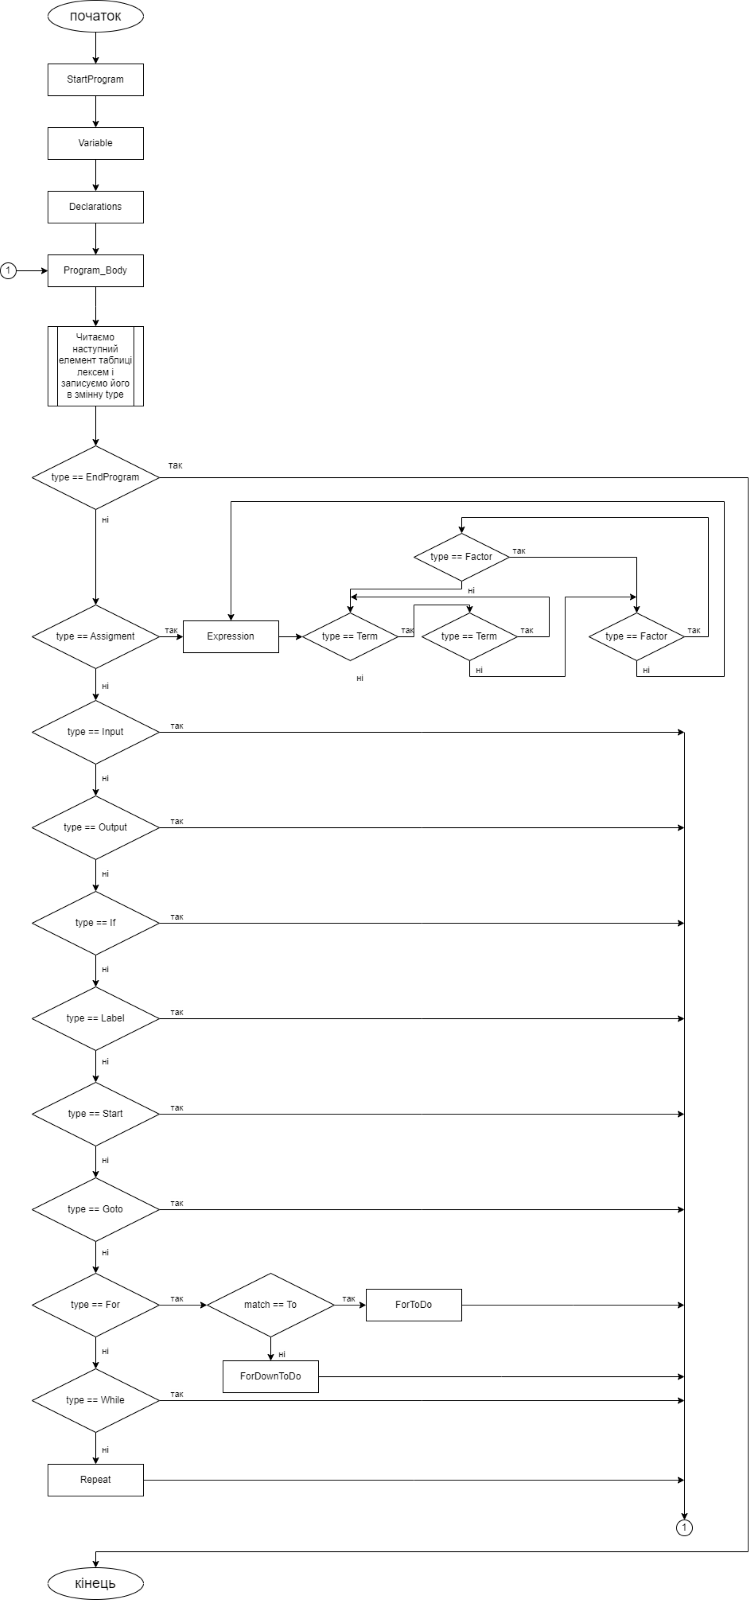 початок
StartProgram
Variable
Declarations
1
Program_Body
Читаємо
наступний
елемент таблиці
лексем і
записуємо його
в змінну type
type == EndProgram
так
ні
type == Factor
так
ні
type == Assigment
так
Expression
type == Term
так
type == Term
так
type == Factor
так
ні
ні
ні
ні
type == Input
так
ні
type == Output
так
ні
type == If
так
ні
type == Label
так
ні
type == Start
так
ні
type == Goto
так
ні
type == For
так
match == To
так
ForToDo
ні
ні
ForDownToDo
type == While
так
ні
Repeat
1
кінець